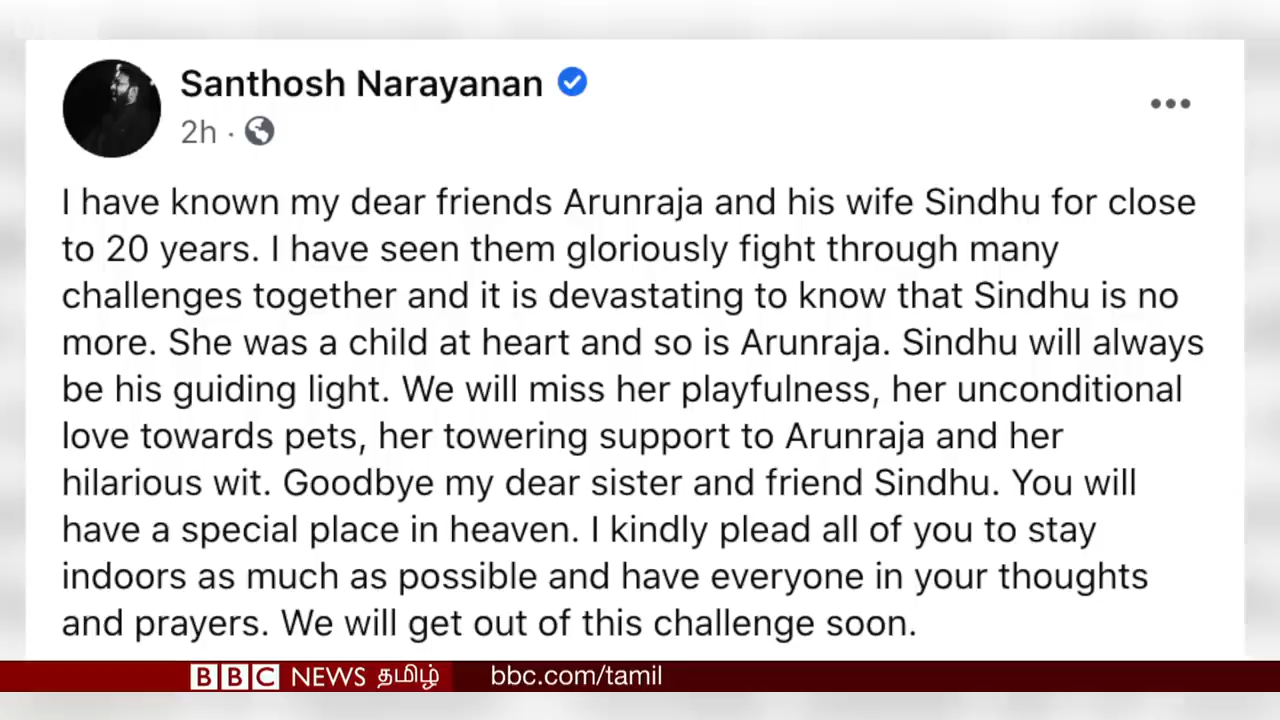 Santhosh Narayanan
2h ·
I have known my dear friends Arunraja and his wife Sindhu for close
to 20 years. I have seen them gloriously fight through many
challenges together and it is devastating to know that Sindhu is no
more. She was a child at heart and so is Arunraja. Sindhu will always
be his guiding light. We will miss her playfulness, her unconditional
love towards pets, her towering support to Arunraja and her
hilarious wit. Goodbye my dear sister and friend Sindhu. You will
have a special place in heaven. I kindly plead all of you to stay
indoors as much as possible and have everyone in your thoughts
and prayers. We will get out of this challenge soon.
BBC NEWS தமிழ் bbc.com/tamil